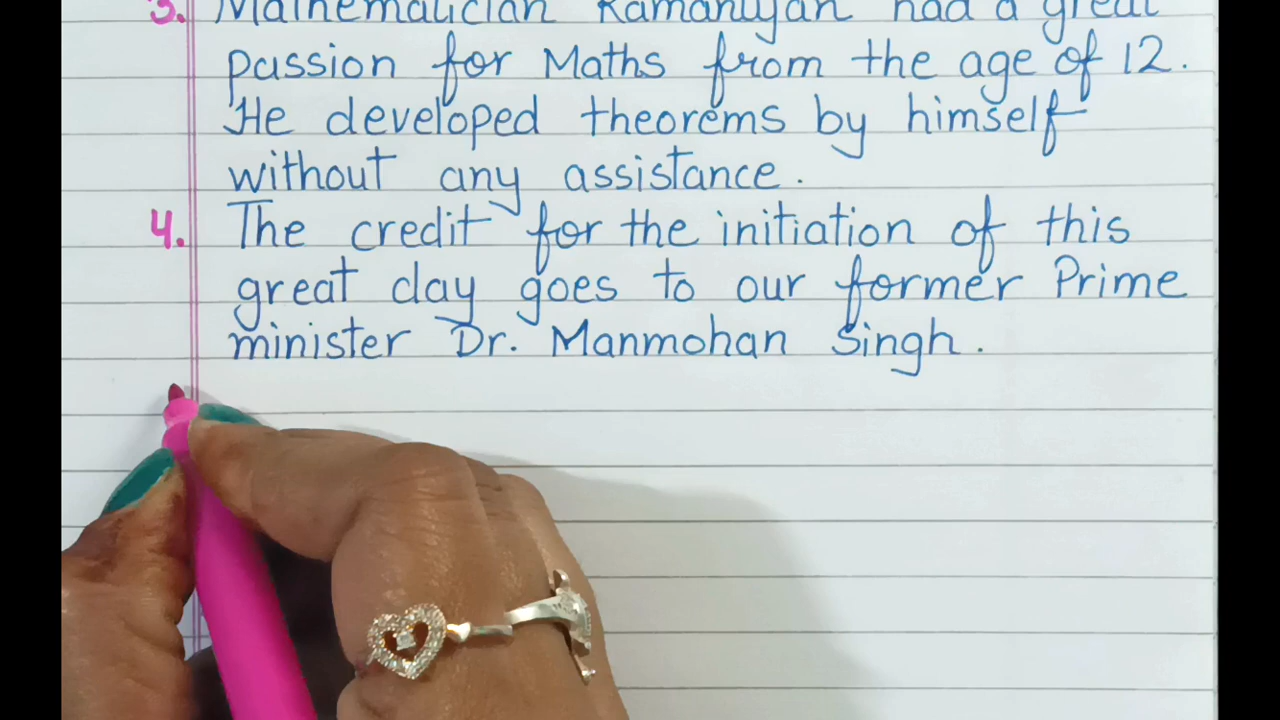 3. Mathematician Ramanujan had a great
passion for Maths from the age of 12.
He developed theorems by himself
without any assistance.
4. The credit for the initiation of this
great day goes to our former Prime
minister Dr. Manmohan Singh.